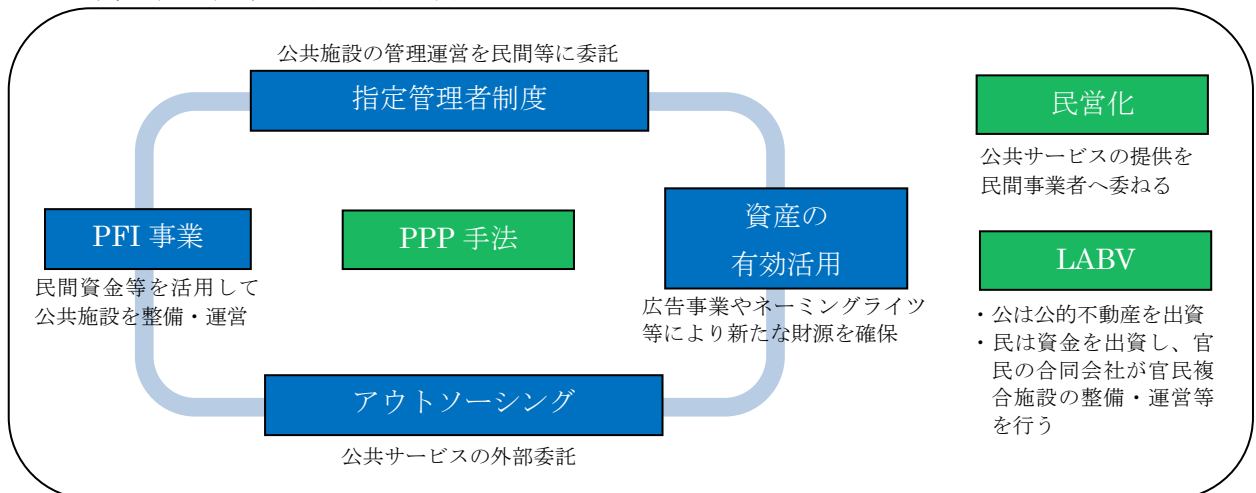 公共施設の管理運営を民間等に委託
指定管理者制度
PFI 事業
民間資金等を活用して
公共施設を整備・運営
PPP 手法
資産の
有効活用
広告事業やネーミングライツ
等により新たな財源を確保
アウトソーシング
公共サービスの外部委託
民営化
公共サービスの提供を
民間事業者へ委ねる
LABV
・公は公的不動産を出資
・民は資金を出資し、官
民の合同会社が官民複
合施設の整備・運営等
を行う